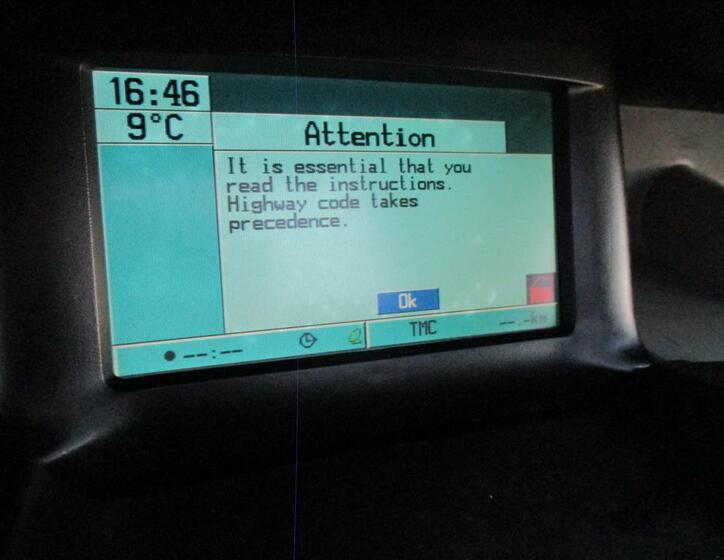 16:46
9°C
Attention
It is essential that you
read the instructions.
Highway code takes
precedence.
Ok
--:--
TMC
--.-km